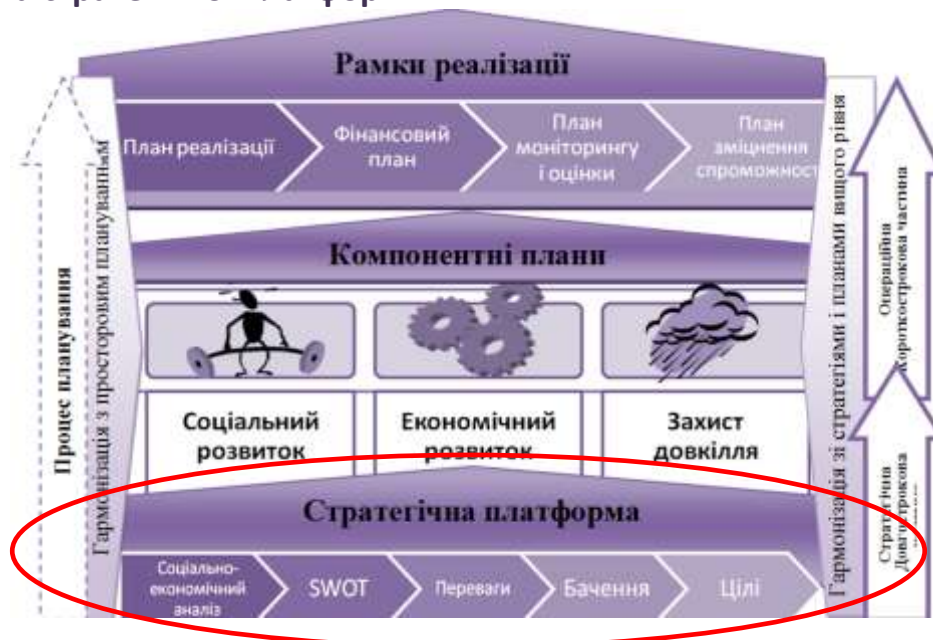 Рамки реалізації
План реалізації
Фінансовий
план
План
моніторингу
і оцінки
План
зміцнення
спроможност
Компонентні плани
Соціальний
розвиток
Економічний
розвиток
Захист
довкілля
Стратегічна платформа
Соціально-
економічний
аналіз
SWOT
Переваги
Бачення
Цілі
Процес планування
Гармонізація з просторовим плануванням
Гармонізація зі стратегіями і планами вищого рівня
Операційна
короткострокова частина
Стратегічна
Довгострокова